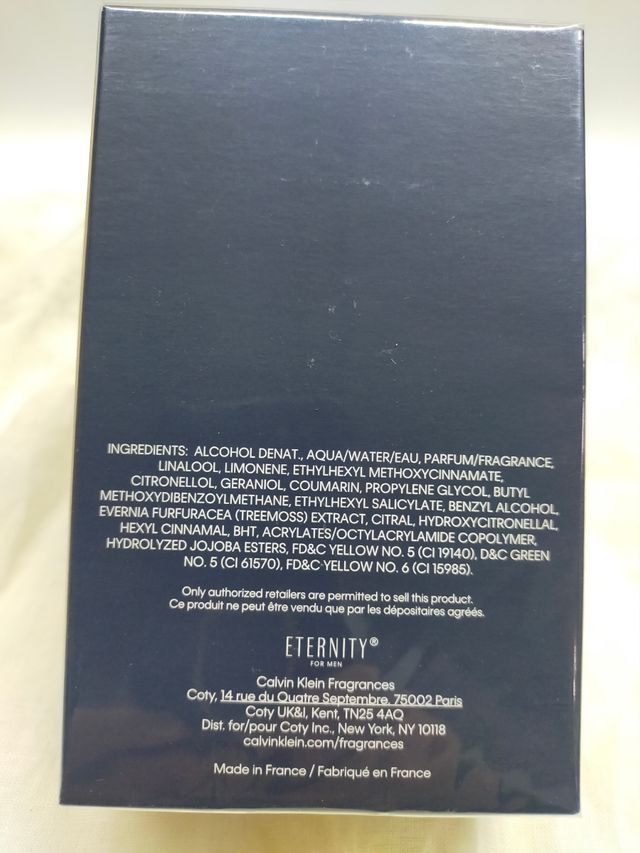 INGREDIENTS: ALCOHOL DENAT., AQUA/WATER/EAU, PARFUM/FRAGRANCE,
LINALOOL, LIMONENE, ETHYLHEXYL METHOXYCINNAMATE,
CITRONELLOL, GERANIOL, COUMARIN, PROPYLENE GLYCOL, BUTYL
METHOXYDIBENZOYLMETHANE, ETHYLHEXYL SALICYLATE, BENZYL ALCOHOL,
EVERNIA FURFURACEA (TREEMOSS) EXTRACT, CITRAL, HYDROXYCITRONELLAL,
HEXYL CINNAMAL, BHT, ACRYLATES/OCTYLACRYLAMIDE COPOLYMER,
HYDROLYZED JOJOBA ESTERS, FD&C YELLOW NO. 5 (CI 19140), D&C GREEN
NO. 5 (CI 61570), FD&C YELLOW NO. 6 (CI 15985).
Only authorized retailers are permitted to sell this product.
Ce produit ne peut être vendu que par les dépositaires agréés.
ETERNITY®
FOR MEN
Calvin Klein Fragrances
Coty, 14 rue du Quatre Septembre, 75002 Paris
Coty UK&I, Kent, TN25 4AQ
Dist. for/pour Coty Inc., New York, NY 10118
calvinklein.com/fragrances
Made in France / Fabriqué en France